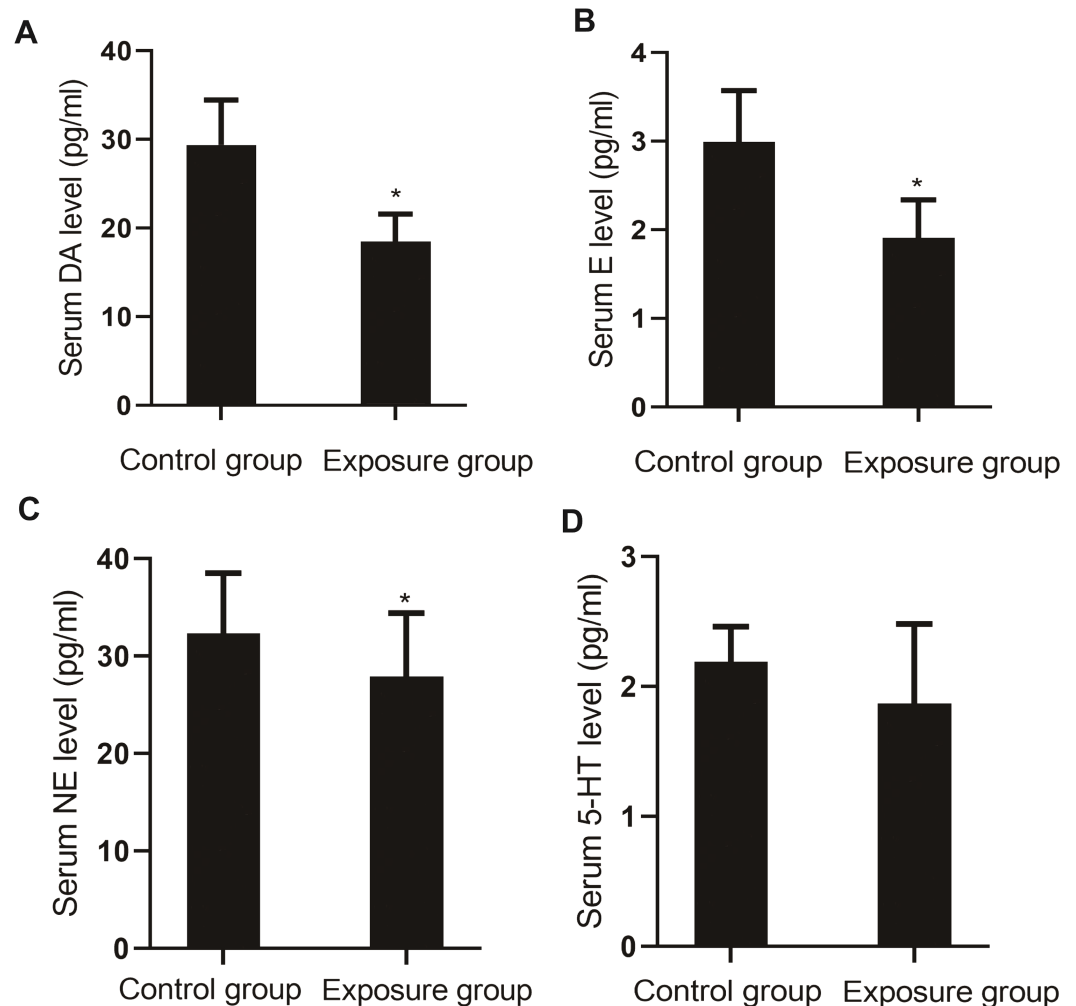 A
Serum DA level (pg/ml)
40
30
20
10
0
*
Control group Exposure group
B
Serum E level (pg/ml)
4
3
2
1
0
*
Control group Exposure group
C
Serum NE level (pg/ml)
40
30
20
10
0
*
Control group Exposure group
D
Serum 5-HT level (pg/ml)
3
2
1
0
Control group Exposure group